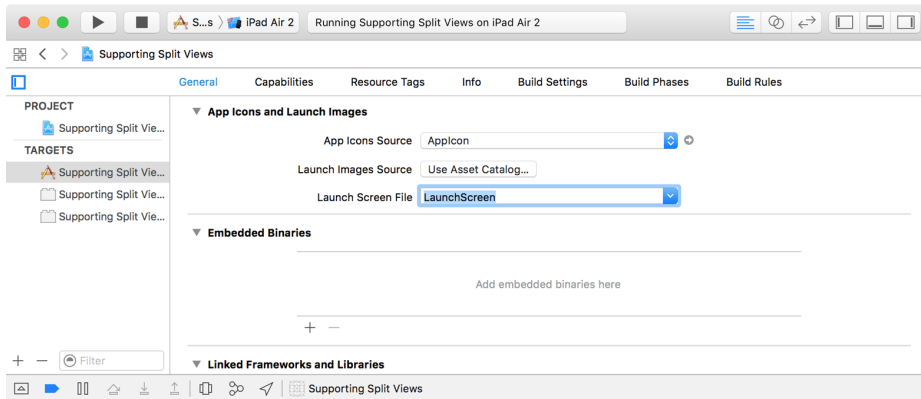 S...s iPad Air 2 Running Supporting Split Views on iPad Air 2
Supporting Split Views
General Capabilities Resource Tags Info Build Settings Build Phases Build Rules
PROJECT
Supporting Split Vie...
TARGETS
Supporting Split Vie...
Supporting Split Vie...
Supporting Split Vie...
Filter
App Icons and Launch Images
App Icons Source AppIcon
Launch Images Source Use Asset Catalog...
Launch Screen File LaunchScreen
Embedded Binaries
Add embedded binaries here
Linked Frameworks and Libraries
Supporting Split Views